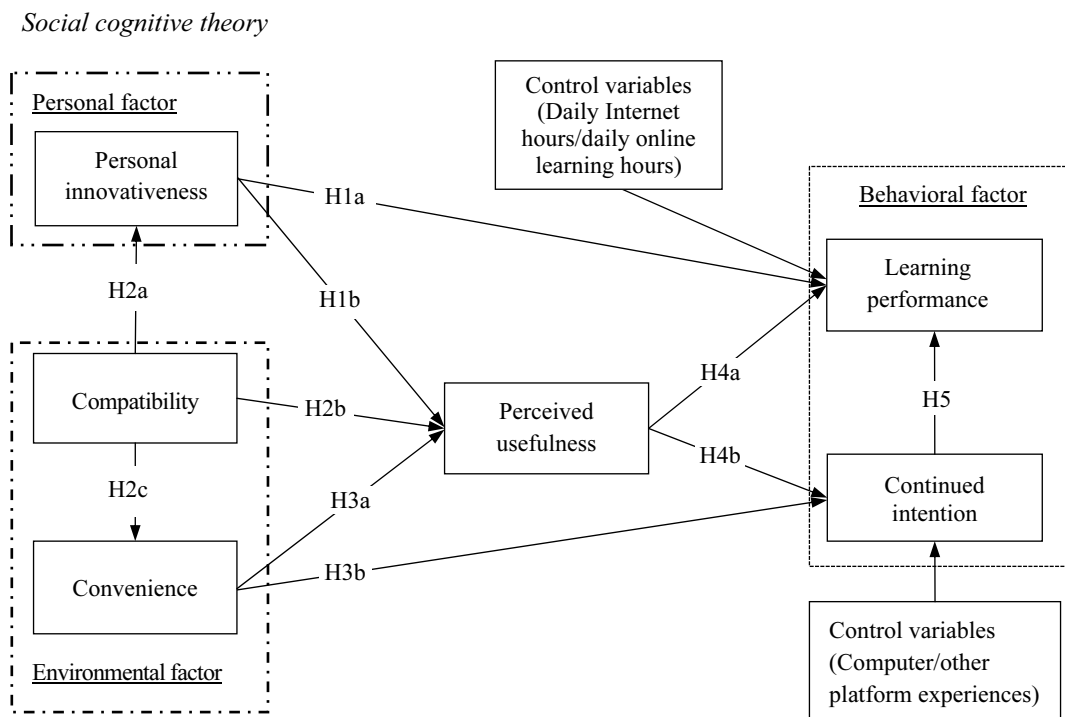 Social cognitive theory
Personal factor
Personal
innovativeness
Control variables
(Daily Internet
hours/daily online
learning hours)
H1a
Behavioral factor
Learning
performance
H2a
H1b
Compatibility
H2b
Perceived
usefulness
H4a
H5
H4b
H2c
H3a
Continued
intention
Convenience
H3b
Environmental factor
Control variables
(Computer/other
platform experiences)